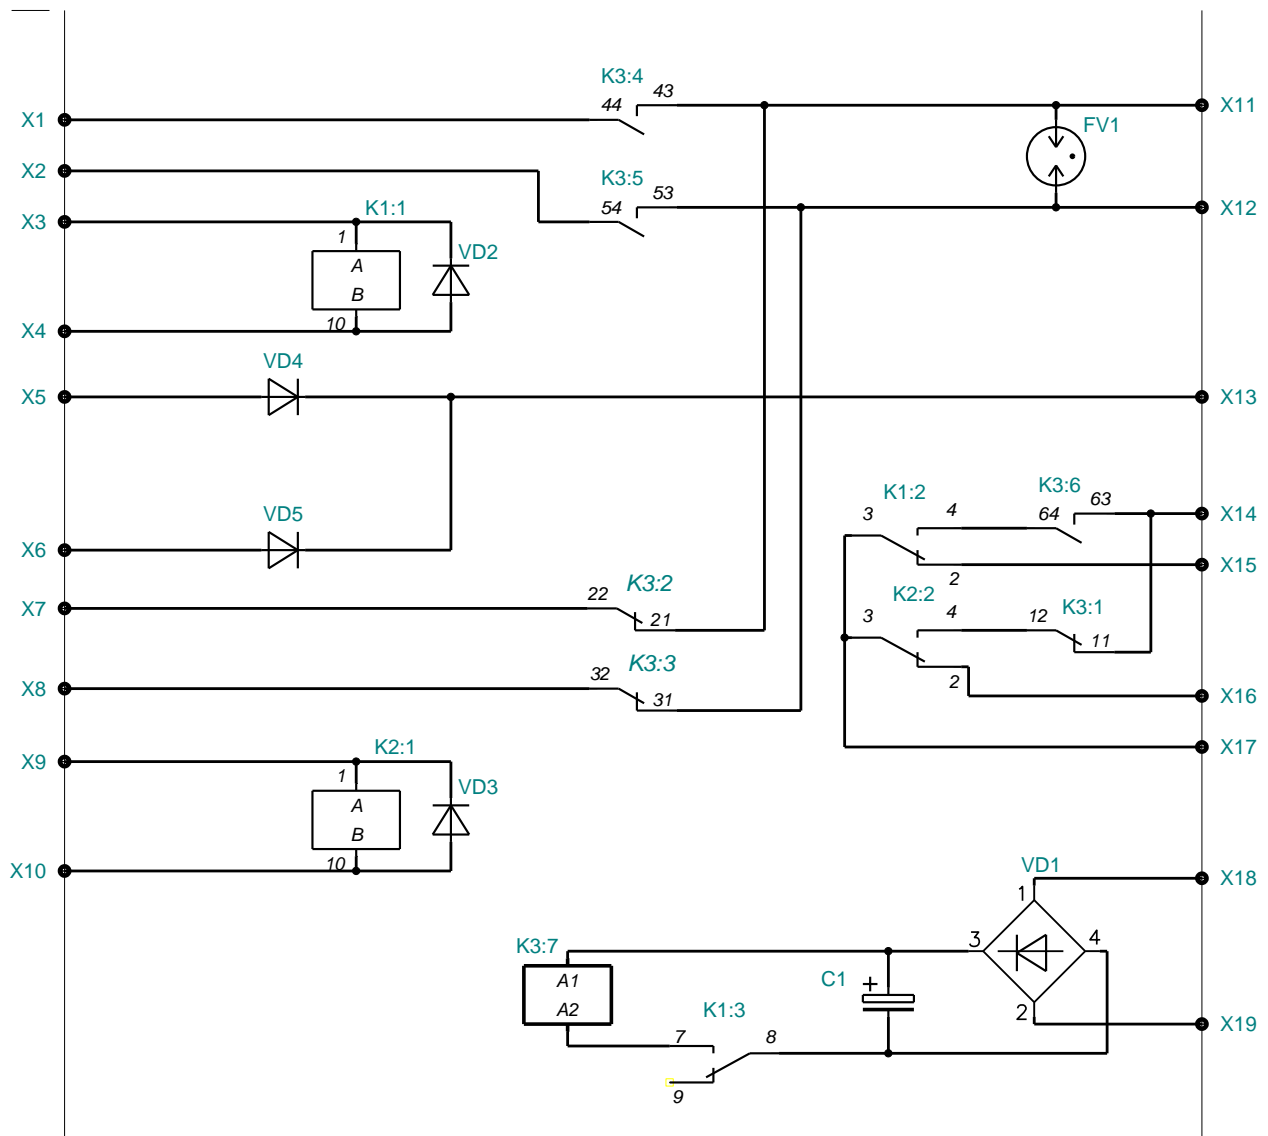 K3:4
44 43
X1
X11
FV1
X2
K3:5
54 53
X12
X3
K1:1
1
A
B
10
VD2
X4
VD4
X5
X13
K1:2
3 4
2
K3:6
64 63
X14
VD5
X6
X15
K3:2
22 21
X7
K2:2
3 4
2
K3:1
12 11
K3:3
32 31
X8
X16
X17
X9
K2:1
1
A
B
10
VD3
X10
VD1
1
3 4
2
X18
K3:7
A1
A2
C1
+
K1:3
7 8
9
X19